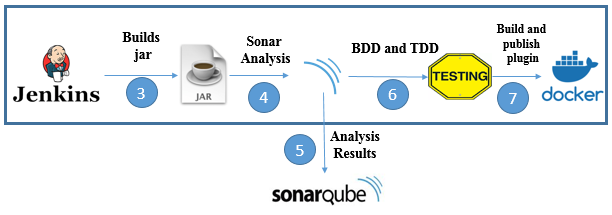 Builds
jar
Sonar
Analysis
BDD and TDD
Build and
publish
plugin
Jenkins
3
JAR
4
6
TESTING
7
docker
5
Analysis
Results
sonarqube